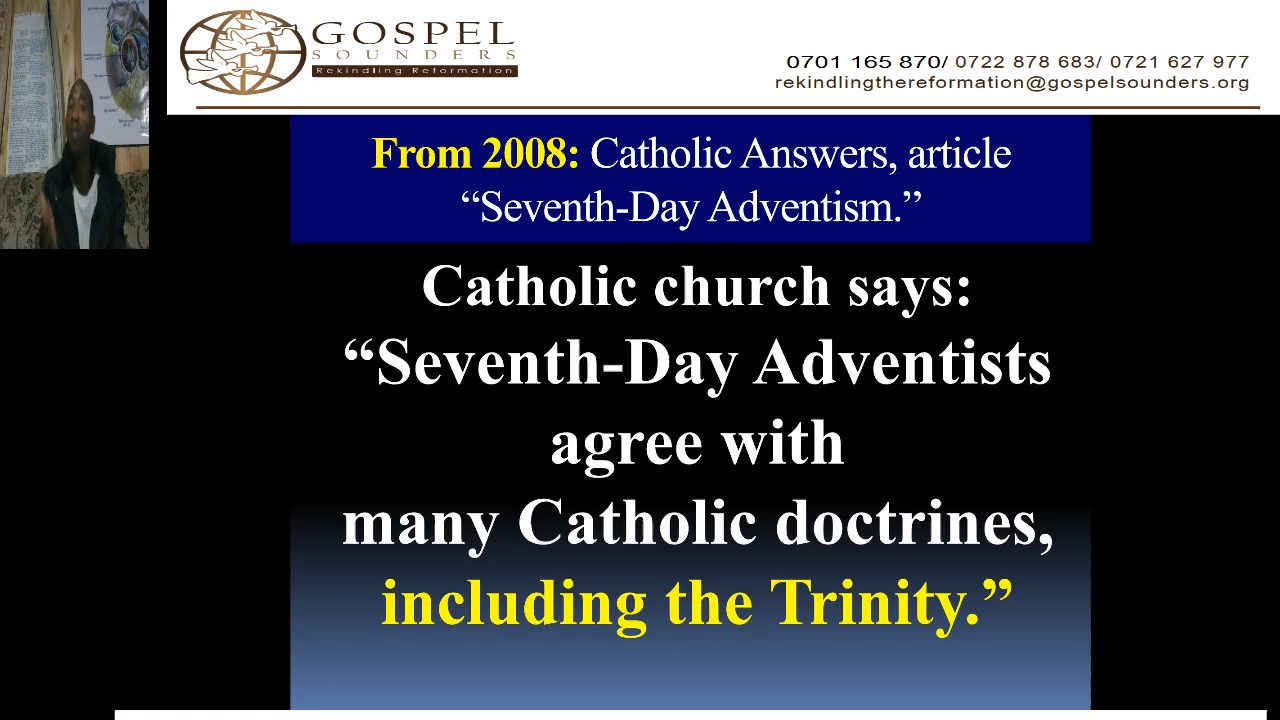 GOSPEL
SOUNDERS
Rekindling Reformation
0701 165 870/ 0722 878 683/ 0721 627 977
rekindlingthereformation@gospelsounders.org
From 2008: Catholic Answers, article
“Seventh-Day Adventism.”
Catholic church says:
“Seventh-Day Adventists
agree with
many Catholic doctrines,
including the Trinity.”